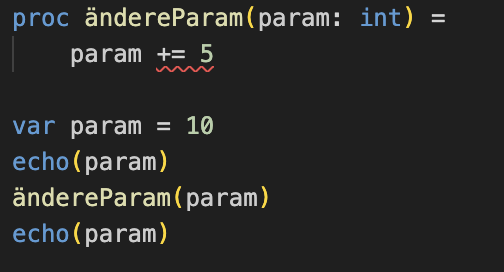 proc ändereParam(param: int) =
    param += 5

var param = 10
echo(param)
ändereParam(param)
echo(param)